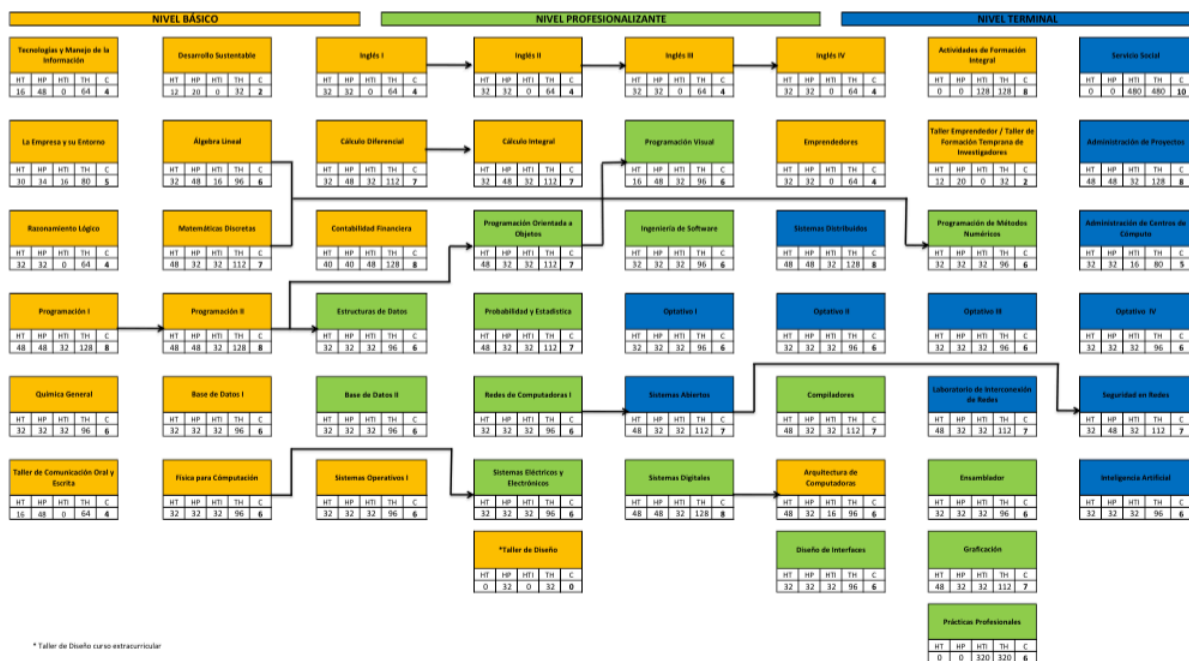 NIVEL BÁSICO NIVEL PROFESIONALIZANTE NIVEL TERMINAL
Tecnologías y Manejo de la
Información
HT HP HTI TH C
16 48 0 64 4
Desarrollo Sustentable
HT HP HTI TH C
12 20 0 32 2
Inglés I
HT HP HTI TH C
32 32 0 64 4
Inglés II
HT HP HTI TH C
32 32 0 64 4
Inglés III
HT HP HTI TH C
32 32 0 64 4
Inglés IV
HT HP HTI TH C
32 32 0 64 4
Actividades de Formación
Integral
HT HP HTI TH C
0 0 128 128 8
Servicio Social
HT HP HTI TH C
0 0 480 480 10
La Empresa y su Entorno
HT HP HTI TH C
30 34 16 80 5
Álgebra Lineal
HT HP HTI TH C
32 48 16 96 6
Cálculo Diferencial
HT HP HTI TH C
32 48 32 112 7
Cálculo Integral
HT HP HTI TH C
32 48 32 112 7
Programación Visual
HT HP HTI TH C
16 48 32 96 6
Emprendedores
HT HP HTI TH C
32 32 0 64 4
Taller Emprendedor / Taller de
Formación Temprana de
Investigadores
HT HP HTI TH C
12 20 0 32 2
Administración de Proyectos
HT HP HTI TH C
48 48 32 128 8
Razonamiento Lógico
HT HP HTI TH C
32 32 0 64 4
Matemáticas Discretas
HT HP HTI TH C
48 32 32 112 7
Contabilidad Financiera
HT HP HTI TH C
40 40 48 128 8
Programación Orientada a
Objetos
HT HP HTI TH C
48 32 32 112 7
Ingeniería de Software
HT HP HTI TH C
32 32 32 96 6
Sistemas Distribuidos
HT HP HTI TH C
48 48 32 128 8
Programación de Métodos
Numéricos
HT HP HTI TH C
32 32 32 96 6
Administración de Centros de
Cómputo
HT HP HTI TH C
32 32 16 80 5
Programación I
HT HP HTI TH C
48 48 32 128 8
Programación II
HT HP HTI TH C
48 48 32 128 8
Estructuras de Datos
HT HP HTI TH C
32 32 32 96 6
Probabilidad y Estadística
HT HP HTI TH C
48 32 32 112 7
Optativo I
HT HP HTI TH C
32 32 32 96 6
Optativo II
HT HP HTI TH C
32 32 32 96 6
Optativo III
HT HP HTI TH C
32 32 32 96 6
Optativo IV
HT HP HTI TH C
32 32 32 96 6
Química General
HT HP HTI TH C
32 32 32 96 6
Base de Datos I
HT HP HTI TH C
32 32 32 96 6
Base de Datos II
HT HP HTI TH C
32 32 32 96 6
Redes de Computadoras I
HT HP HTI TH C
32 32 32 96 6
Sistemas Abiertos
HT HP HTI TH C
48 32 32 112 7
Compiladores
HT HP HTI TH C
48 32 32 112 7
Laboratorio de Interconexión
de Redes
HT HP HTI TH C
48 32 32 112 7
Seguridad en Redes
HT HP HTI TH C
32 48 32 112 7
Taller de Comunicación Oral y
Escrita
HT HP HTI TH C
16 48 0 64 4
Física para Cómputación
HT HP HTI TH C
32 32 32 96 6
Sistemas Operativos I
HT HP HTI TH C
32 32 32 96 6
Sistemas Eléctricos y
Electrónicos
HT HP HTI TH C
32 32 32 96 6
Sistemas Digitales
HT HP HTI TH C
48 48 32 128 8
Arquitectura de
Computadoras
HT HP HTI TH C
48 32 16 96 6
Ensamblador
HT HP HTI TH C
32 32 32 96 6
Inteligencia Artificial
HT HP HTI TH C
32 32 32 96 6
*Taller de Diseño
HT HP HTI TH C
0 32 0 32 0
Diseño de Interfaces
HT HP HTI TH C
32 32 32 96 6
Graficación
HT HP HTI TH C
48 32 32 112 7
Prácticas Profesionales
HT HP HTI TH C
0 0 320 320 6
* Taller de Diseño curso extracurricular